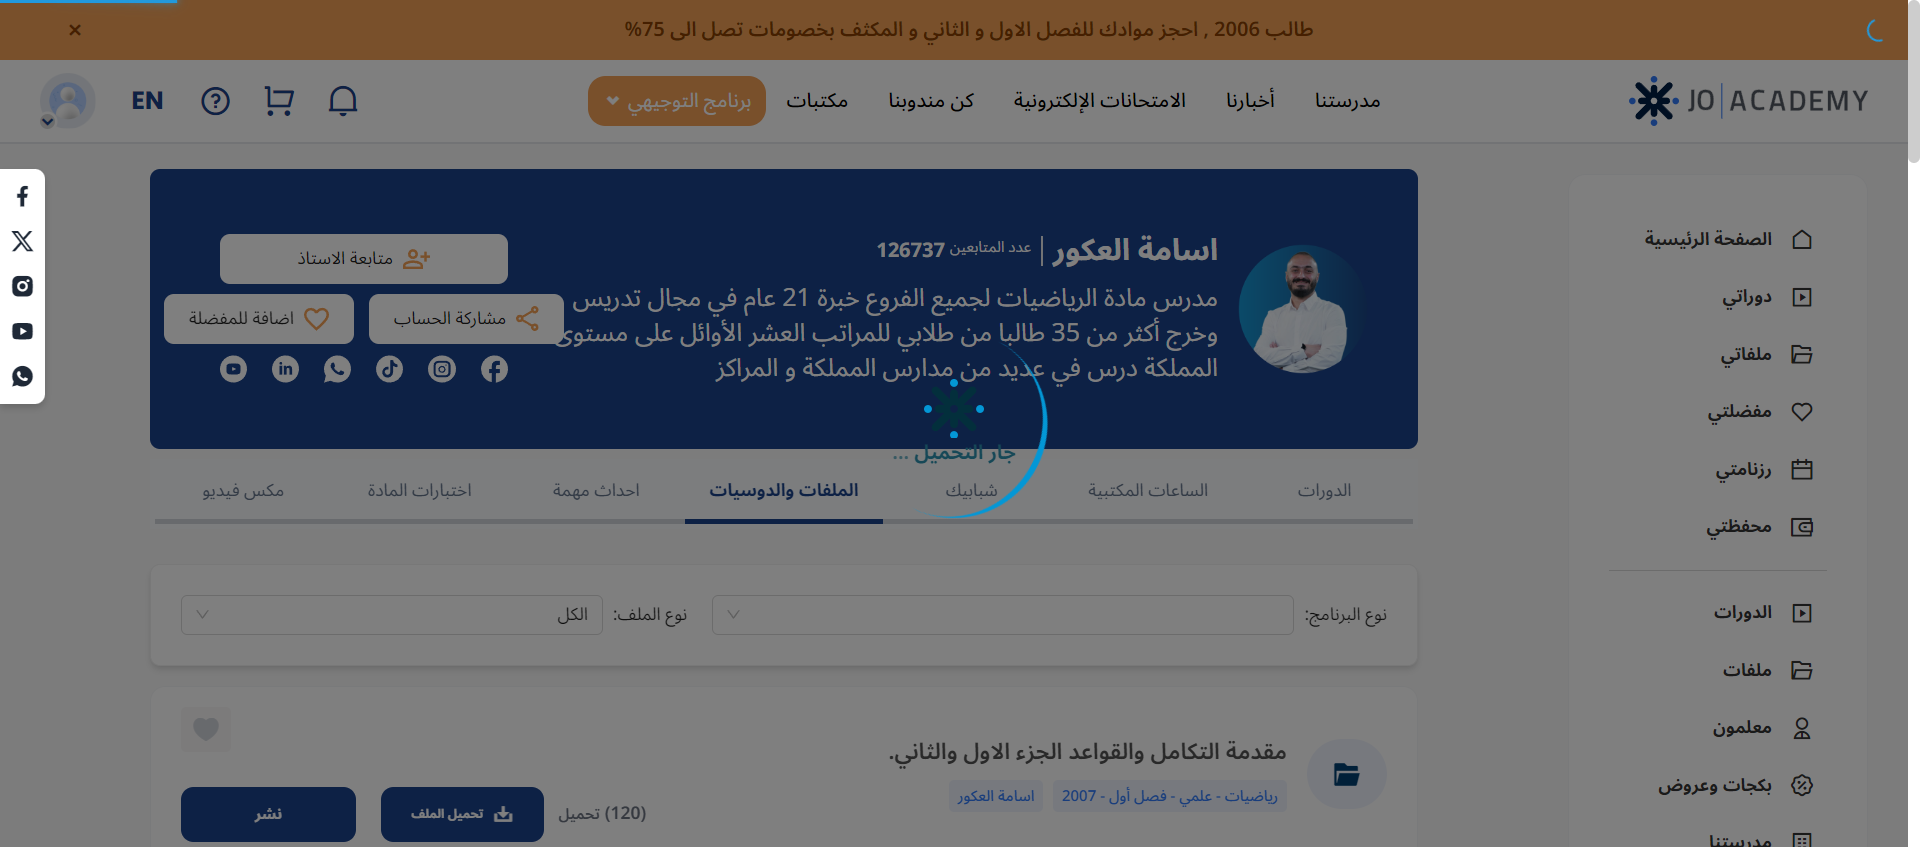 طالب 2006 , احجز موادك للفصل الاول و الثاني و المكثف بخصومات تصل الى 75%
×
JO ACADEMY
مدرستنا
أخبارنا
الامتحانات الإلكترونية
كن مندوبنا
مكتبات
برنامج التوجيهي
EN
الصفحة الرئيسية
دوراتي
ملفاتي
مفضلتي
رزنامتي
محفظتي
الدورات
ملفات
معلمون
بكجات وعروض
مدرستنا
اسامة العكور
عدد المتابعين 126737
مدرس مادة الرياضيات لجميع الفروع خبرة 21 عام في مجال تدريس
وخرج أكثر من 35 طالبا من طلابي للمراتب العشر الأوائل على مستوى
المملكة درس في عديد من مدارس المملكة و المراكز
متابعة الاستاذ
مشاركة الحساب
اضافة للمفضلة
جار التحميل ...
الدورات
الساعات المكتبية
شبابيك
الملفات والدوسيات
احداث مهمة
اختبارات المادة
مكس فيديو
نوع البرنامج:
نوع الملف:
الكل
مقدمة التكامل والقواعد الجزء الاول والثاني.
رياضيات - علمي - فصل أول - 2007
اسامة العكور
(120) تحميل
تحميل الملف
نشر